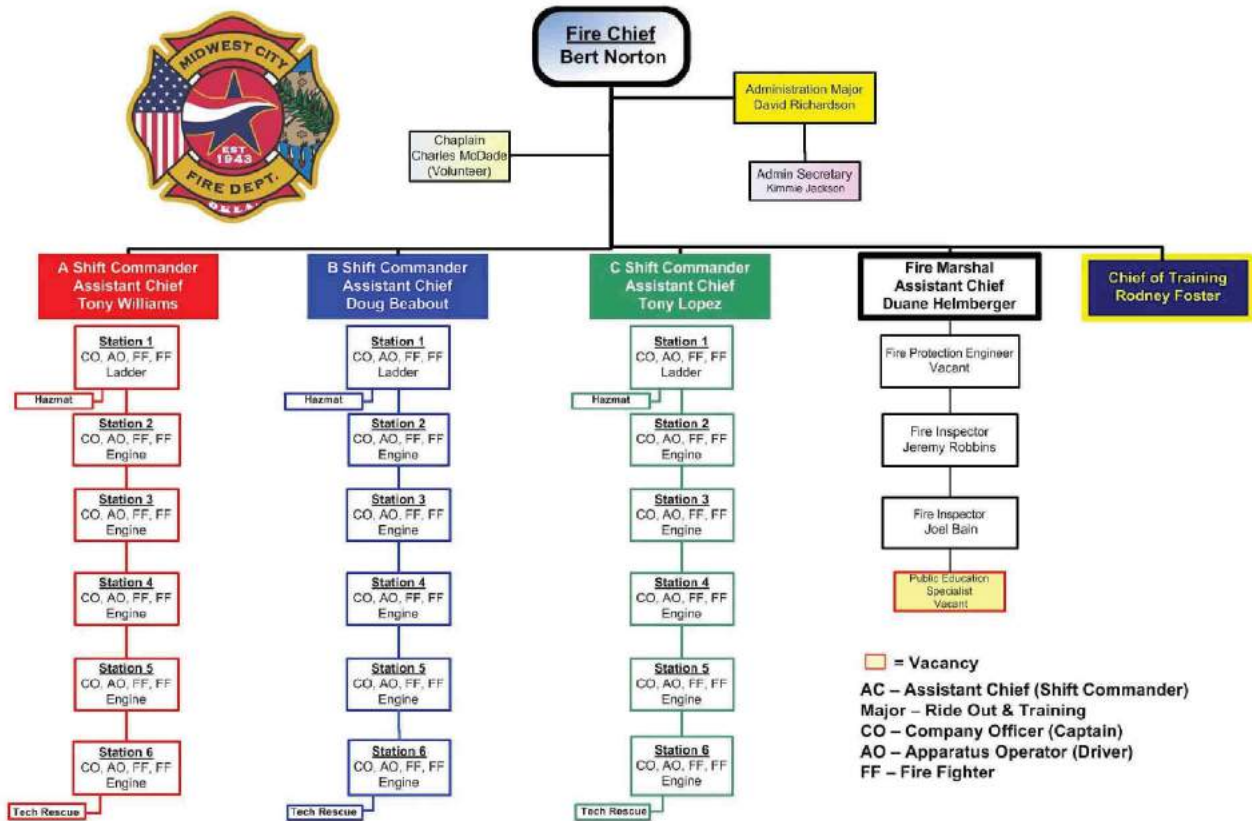 MIDWEST CITY
EST
1943
FIRE DEPT.
OKLA.
Fire Chief
Bert Norton
Administration Major
David Richardson
Chaplain
Charles McDade
(Volunteer)
Admin Secretary
Kimmie Jackson
A Shift Commander
Assistant Chief
Tony Williams
B Shift Commander
Assistant Chief
Doug Beabout
C Shift Commander
Assistant Chief
Tony Lopez
Fire Marshal
Assistant Chief
Duane Helmberger
Chief of Training
Rodney Foster
Station 1
CO, AO, FF, FF
Ladder
Hazmat
Station 2
CO, AO, FF, FF
Engine
Station 3
CO, AO, FF, FF
Engine
Station 4
CO, AO, FF, FF
Engine
Station 5
CO, AO, FF, FF
Engine
Station 6
CO, AO, FF, FF
Engine
Tech Rescue
Station 1
CO, AO, FF, FF
Ladder
Hazmat
Station 2
CO, AO, FF, FF
Engine
Station 3
CO, AO, FF, FF
Engine
Station 4
CO, AO, FF, FF
Engine
Station 5
CO, AO, FF, FF
Engine
Station 6
CO, AO, FF, FF
Engine
Tech Rescue
Station 1
CO, AO, FF, FF
Ladder
Hazmat
Station 2
CO, AO, FF, FF
Engine
Station 3
CO, AO, FF, FF
Engine
Station 4
CO, AO, FF, FF
Engine
Station 5
CO, AO, FF, FF
Engine
Station 6
CO, AO, FF, FF
Engine
Tech Rescue
Fire Protection Engineer
Vacant
Fire Inspector
Jeremy Robbins
Fire Inspector
Joel Bain
Public Education
Specialist
Vacant
= Vacancy
AC – Assistant Chief (Shift Commander)
Major – Ride Out & Training
CO – Company Officer (Captain)
AO – Apparatus Operator (Driver)
FF – Fire Fighter